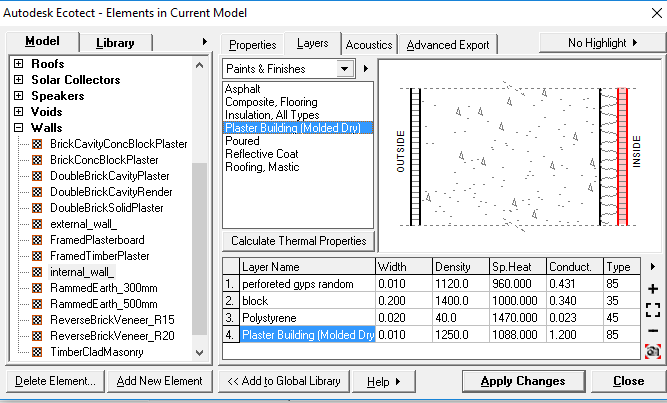 Autodesk Ecotect - Elements in Current Model
Model
Library
Roofs
Solar Collectors
Speakers
Voids
Walls
BrickCavityConcBlockPlaster
BrickConcBlockPlaster
DoubleBrickCavityPlaster
DoubleBrickCavityRender
DoubleBrickSolidPlaster
external_wall_
FramedPlasterboard
FramedTimberPlaster
internal_wall_
RammedEarth_300mm
RammedEarth_500mm
ReverseBrickVeneer_R15
ReverseBrickVeneer_R20
TimberCladMasonry
Delete Element...
Add New Element
Properties
Layers
Acoustics
Advanced Export
No Highlight
Paints & Finishes
Asphalt
Composite, Flooring
Insulation, All Types
Plaster Building (Molded Dry)
Poured
Reflective Coat
Roofing, Mastic
Calculate Thermal Properties
OUTSIDE
INSIDE
Layer Name Width Density Sp.Heat Conduct. Type
1. perforeted gyps random 0.010 1120.0 960.000 0.431 85
2. block 0.200 1400.0 1000.000 0.340 35
3. Polystyrene 0.020 40.0 1470.000 0.023 45
4. Plaster Building (Molded Dry 0.010 1250.0 1088.000 1.200 85
<< Add to Global Library
Help
Apply Changes
Close